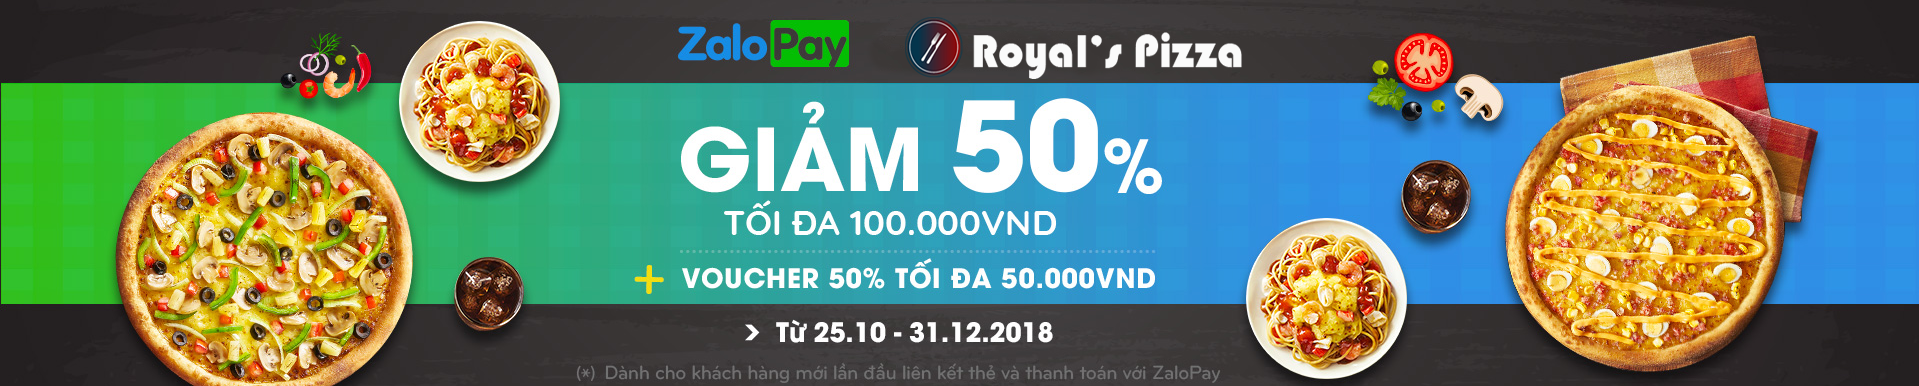 ZaloPay Royal's Pizza
GIẢM 50%
TỐI ĐA 100.000VND
+ VOUCHER 50% TỐI ĐA 50.000VND
> Từ 25.10 - 31.12.2018
(*) Dành cho khách hàng mới lần đầu liên kết thẻ và thanh toán với ZaloPay